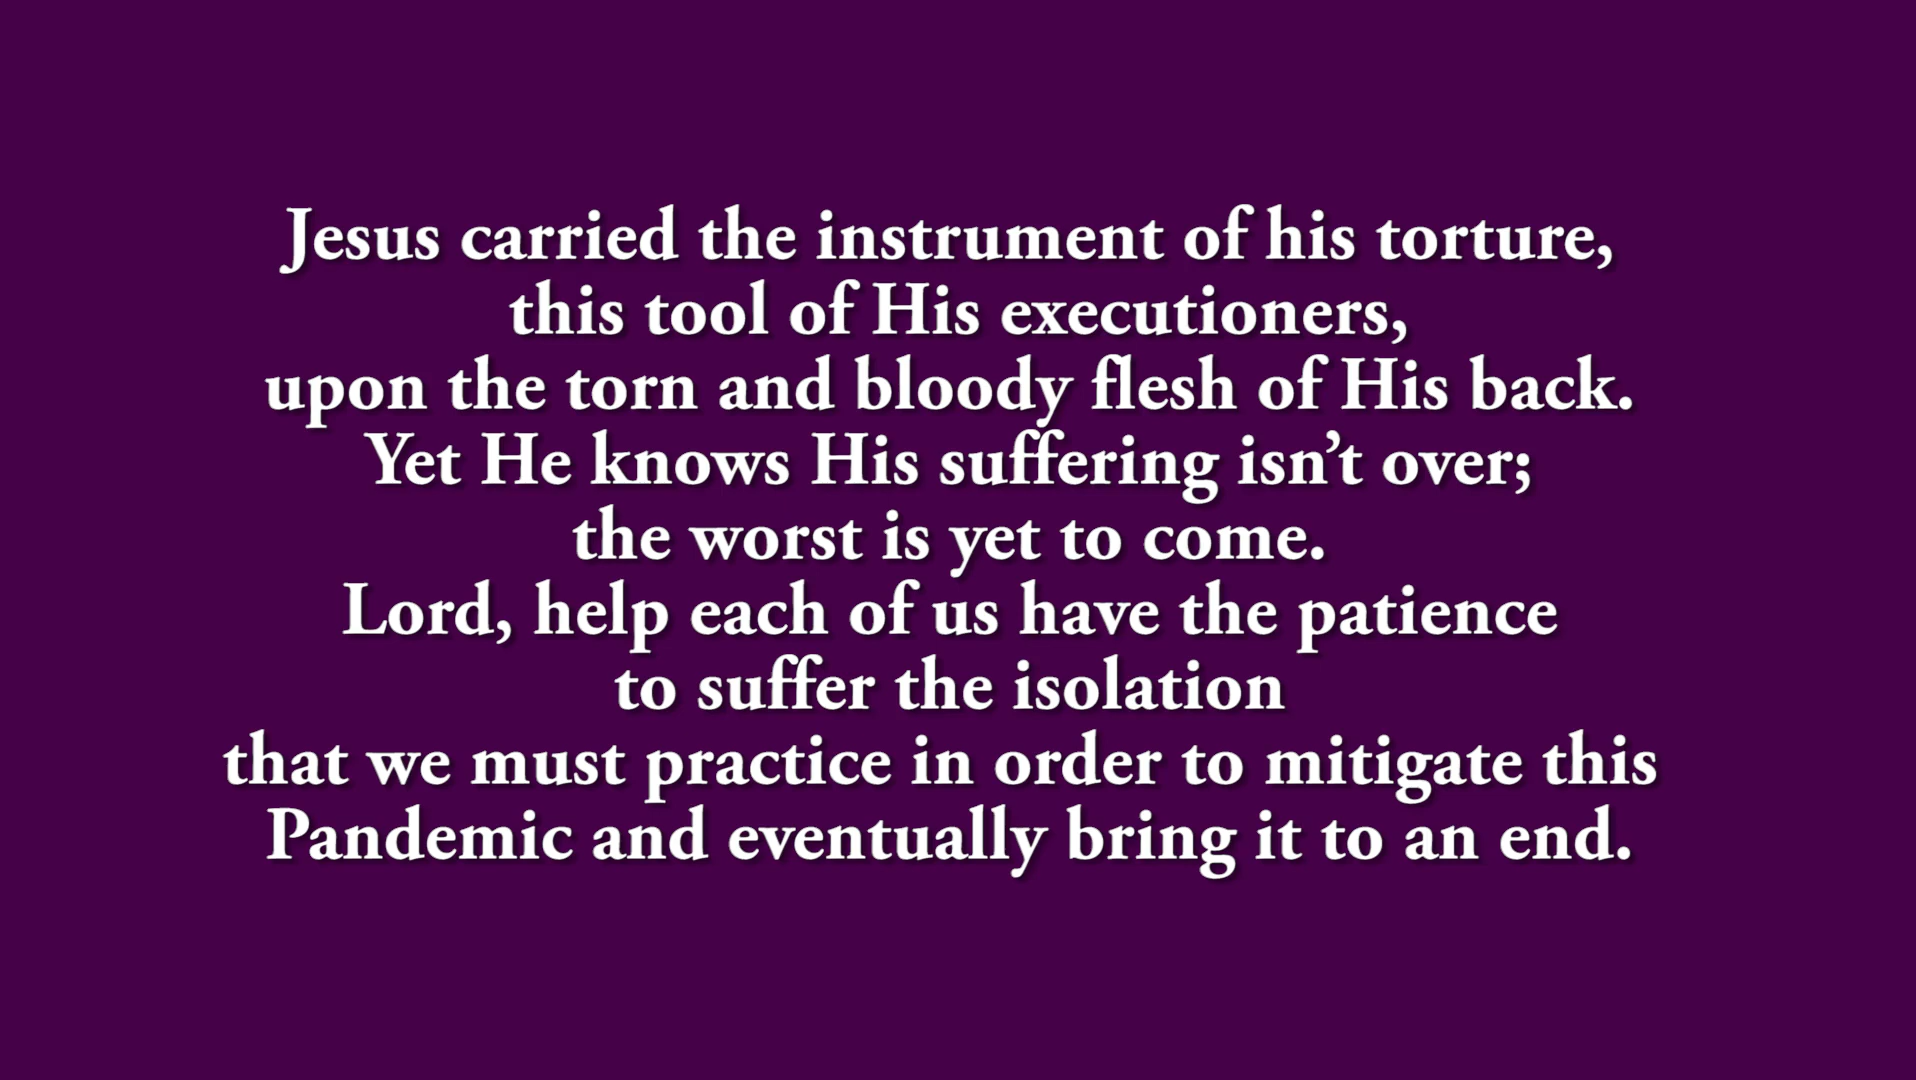 Jesus carried the instrument of his torture,
this tool of His executioners,
upon the torn and bloody flesh of His back.
Yet He knows His suffering isn’t over;
the worst is yet to come.
Lord, help each of us have the patience
to suffer the isolation
that we must practice in order to mitigate this
Pandemic and eventually bring it to an end.